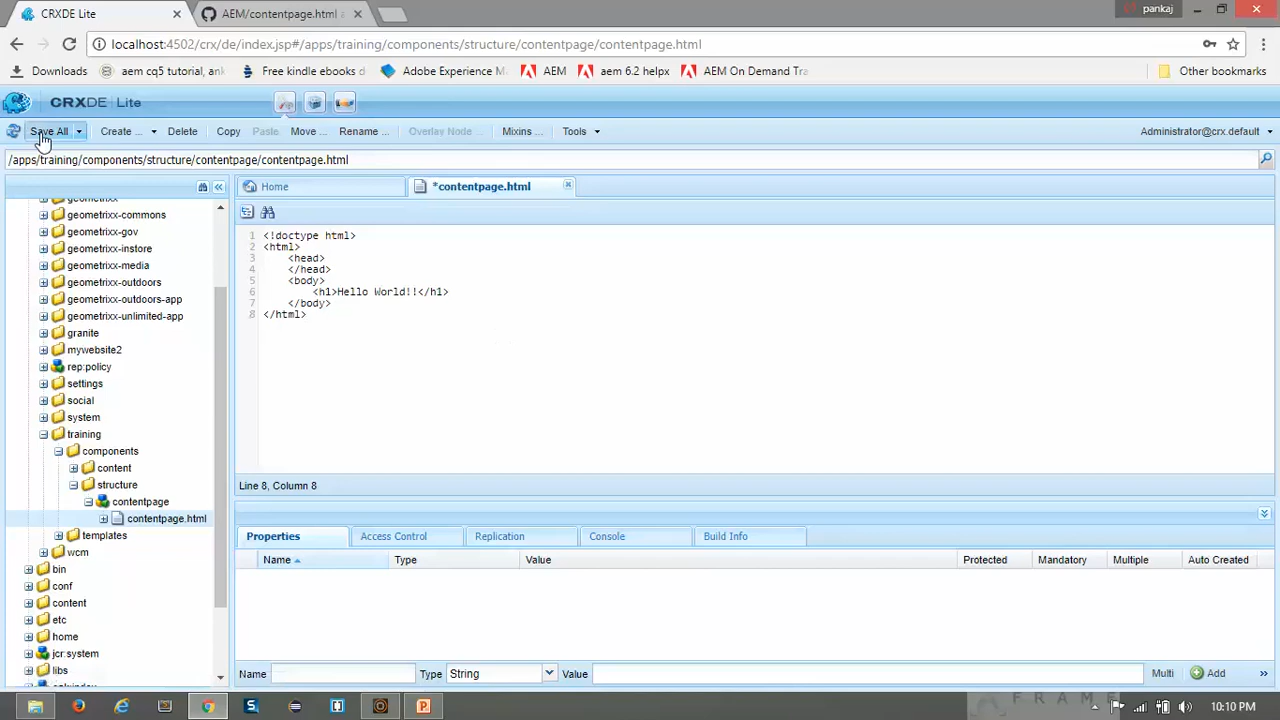 CRXDE Lite
AEM/contentpage.html a
pankaj
localhost:4502/crx/de/index.jsp#/apps/training/components/structure/contentpage/contentpage.html
Downloads
aem cq5 tutorial, ank
Free kindle ebooks d
Adobe Experience M
AEM
aem 6.2 helpx
AEM On Demand Tra
Other bookmarks
CRXDE Lite
Save All
Create ...
Delete
Copy
Paste
Move ...
Rename ...
Overlay Node ...
Mixins ...
Tools
Administrator@crx.default
/apps/training/components/structure/contentpage/contentpage.html
Home
*contentpage.html
geometrixx
geometrixx-commons
geometrixx-gov
geometrixx-instore
geometrixx-media
geometrixx-outdoors
geometrixx-outdoors-app
geometrixx-unlimited-app
granite
mywebsite2
rep:policy
settings
social
system
training
components
content
structure
contentpage
contentpage.html
templates
wcm
bin
conf
content
etc
home
jcr:system
libs
1 <!doctype html>
2 <html>
3 <head>
4 </head>
5 <body>
6 <h1>Hello World!!</h1>
7 </body>
8 </html>
Line 8, Column 8
Properties
Access Control
Replication
Console
Build Info
Name
Type
Value
Protected
Mandatory
Multiple
Auto Created
Name
Type
String
Value
Multi
Add
FRAME
10:10 PM